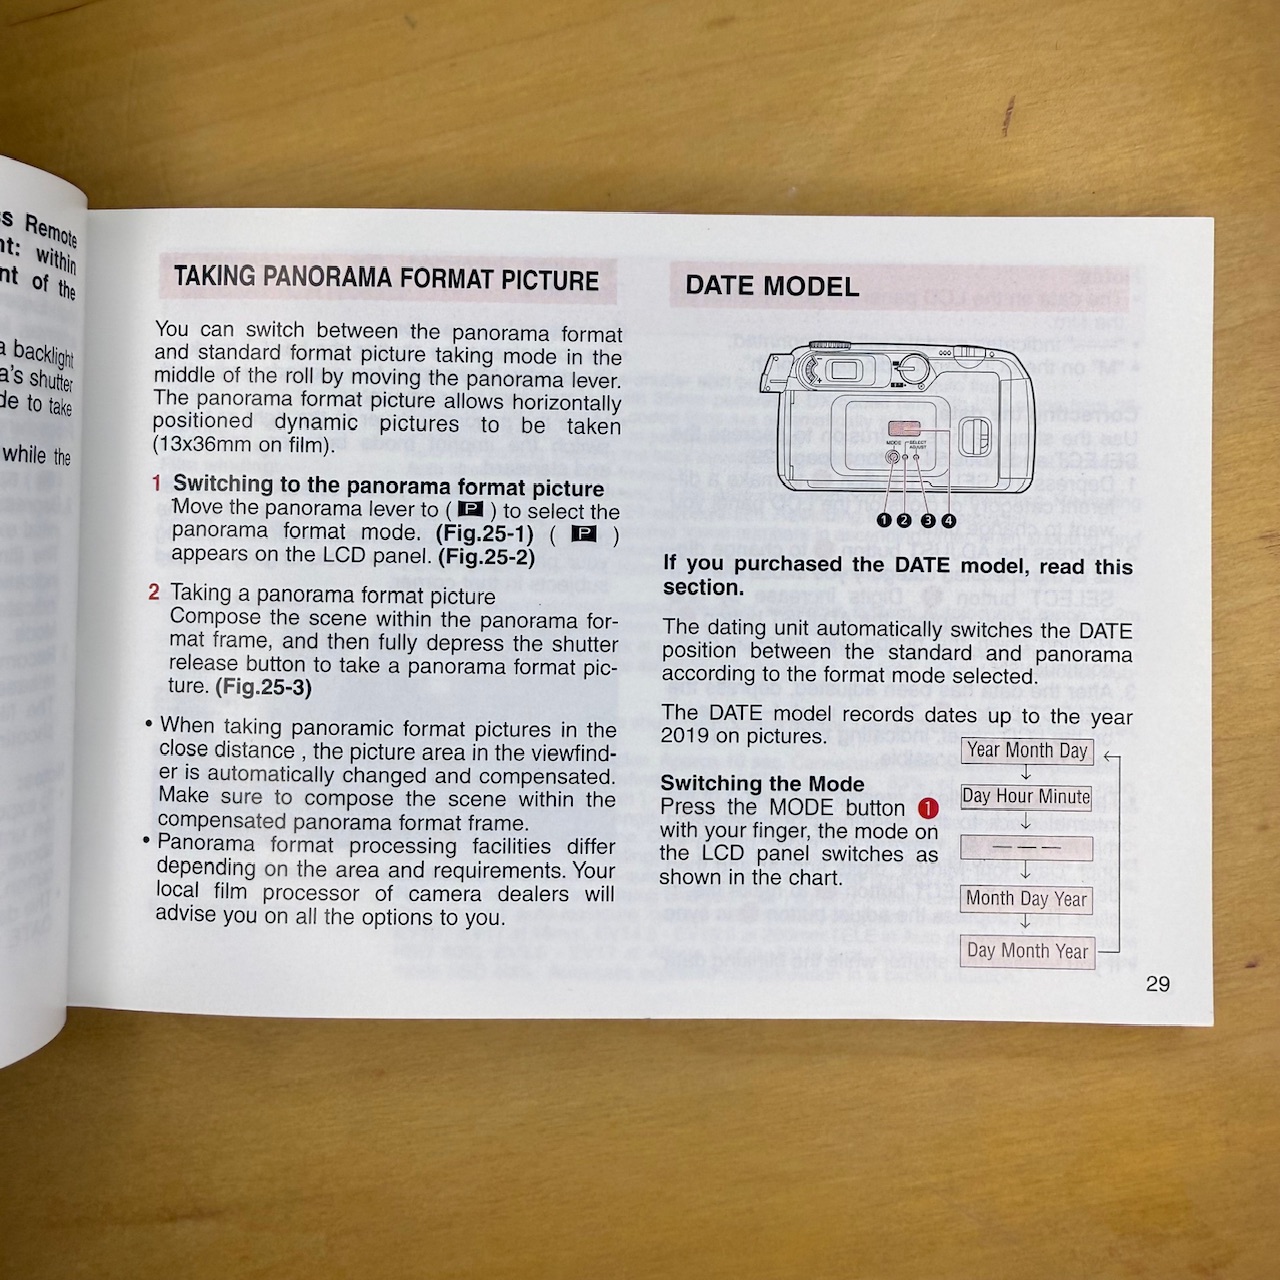 ss Remote
nt: within
nt of the
a backlight
a's shutter
de to take
while the
TAKING PANORAMA FORMAT PICTURE
You can switch between the panorama format
and standard format picture taking mode in the
middle of the roll by moving the panorama lever.
The panorama format picture allows horizontally
positioned dynamic pictures to be taken
(13x36mm on film).
1 Switching to the panorama format picture
Move the panorama lever to ( P ) to select the
panorama format mode. (Fig.25-1) ( P )
appears on the LCD panel. (Fig.25-2)
2 Taking a panorama format picture
Compose the scene within the panorama for-
mat frame, and then fully depress the shutter
release button to take a panorama format pic-
ture. (Fig.25-3)
• When taking panoramic format pictures in the
close distance , the picture area in the viewfind-
er is automatically changed and compensated.
Make sure to compose the scene within the
compensated panorama format frame.
• Panorama format processing facilities differ
depending on the area and requirements. Your
local film processor of camera dealers will
advise you on all the options to you.
DATE MODEL
MODE
SELECT
ADJUST
❶ ❷ ❸ ❹
If you purchased the DATE model, read this
section.
The dating unit automatically switches the DATE
position between the standard and panorama
according to the format mode selected.
The DATE model records dates up to the year
2019 on pictures.
Switching the Mode
Press the MODE button ❶
with your finger, the mode on
the LCD panel switches as
shown in the chart.
Year Month Day
Day Hour Minute
— — —
Month Day Year
Day Month Year
29